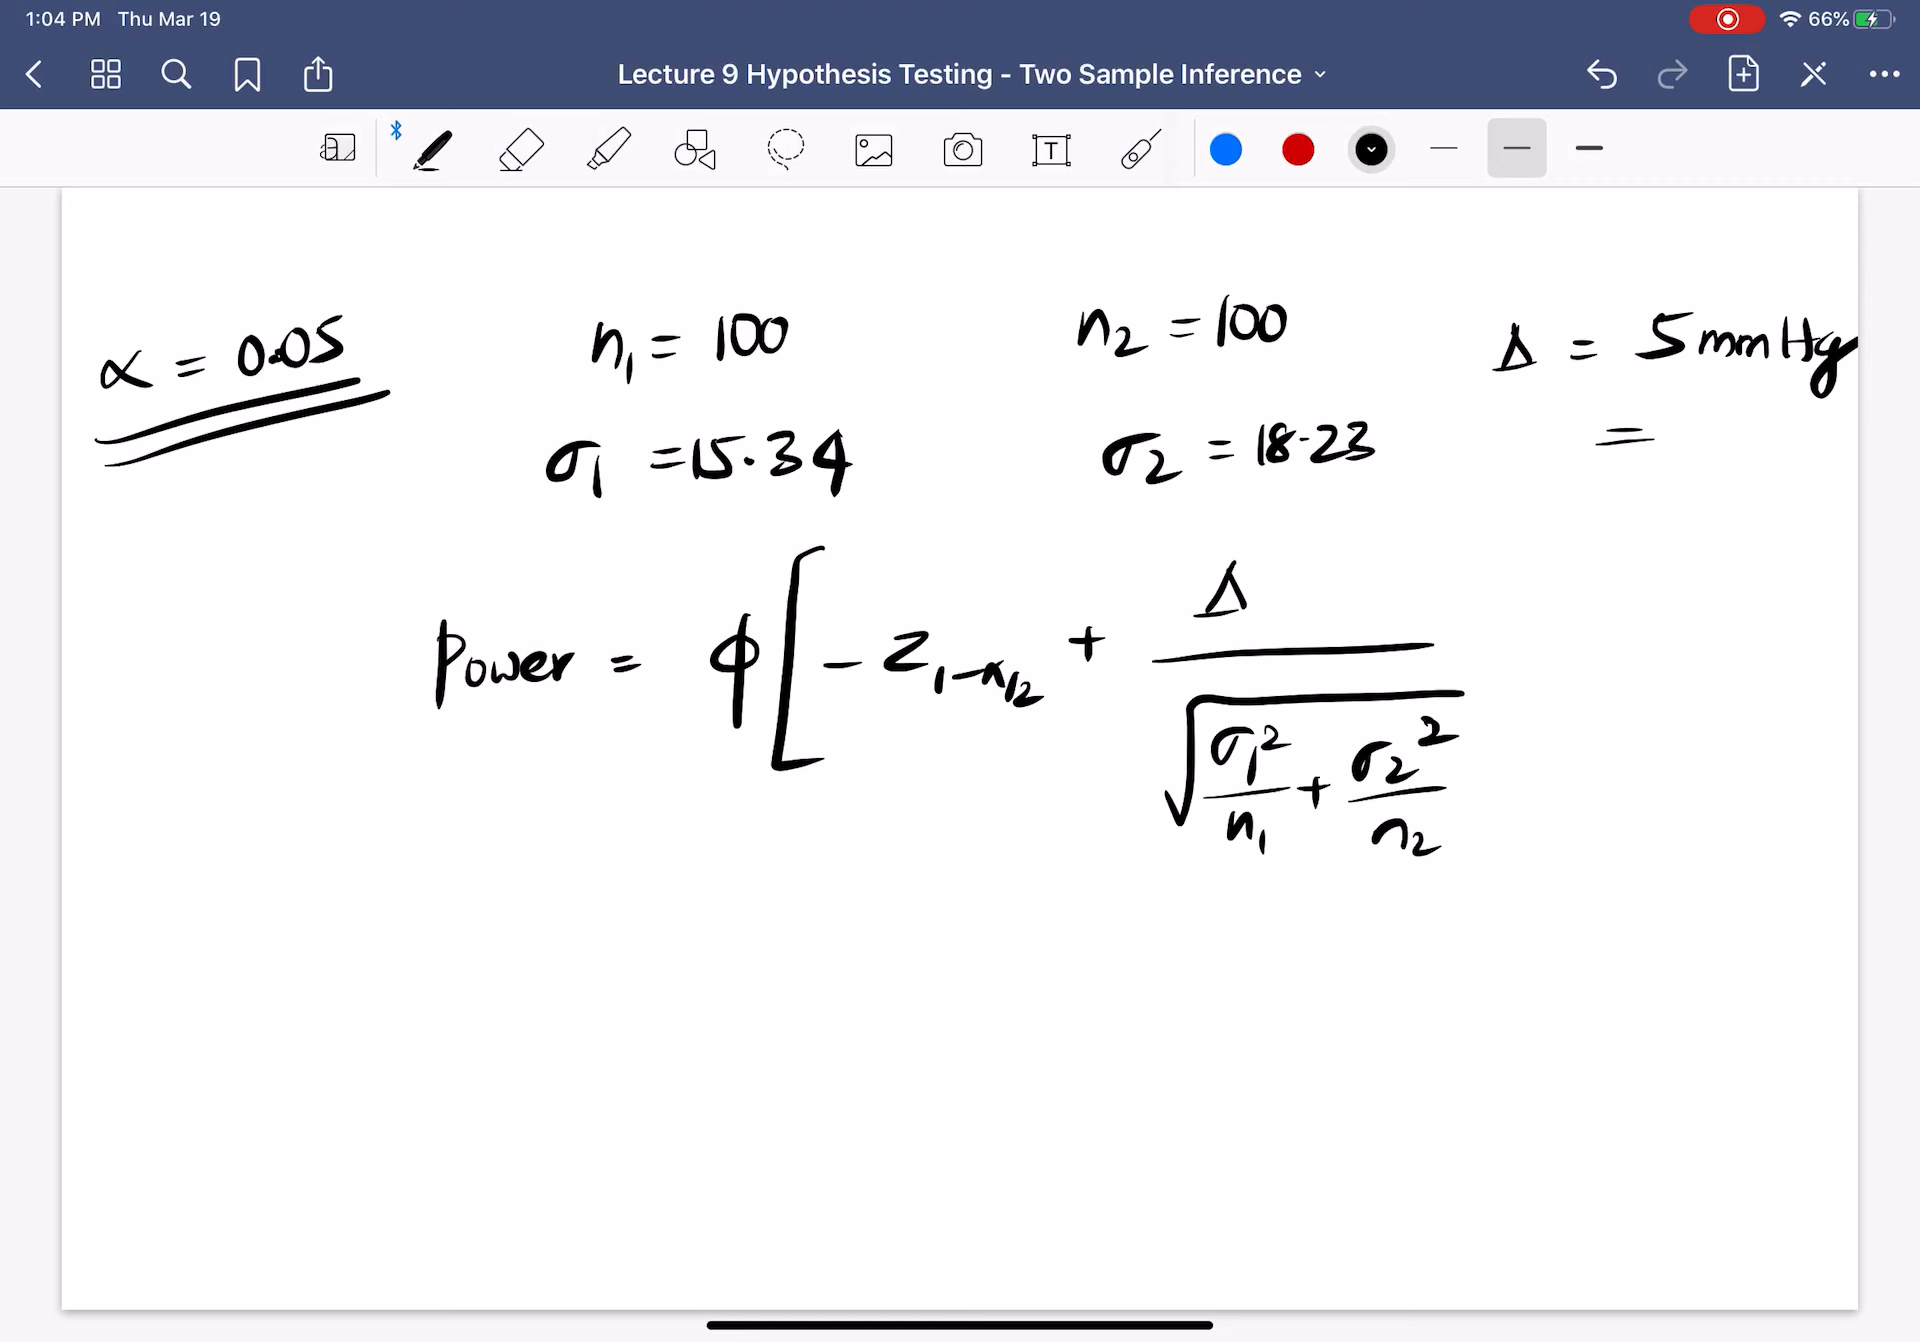 1:04 PM Thu Mar 19 66%
Lecture 9 Hypothesis Testing - Two Sample Inference
T
α = 0.05 n₁ = 100 n₂ = 100 Δ = 5 mmHg
σ₁ = 15.34 σ₂ = 18.23 =
Power = ϕ[ - Z₁₋α/₂ + Δ / √(σ₁²/n₁ + σ₂²/n₂)